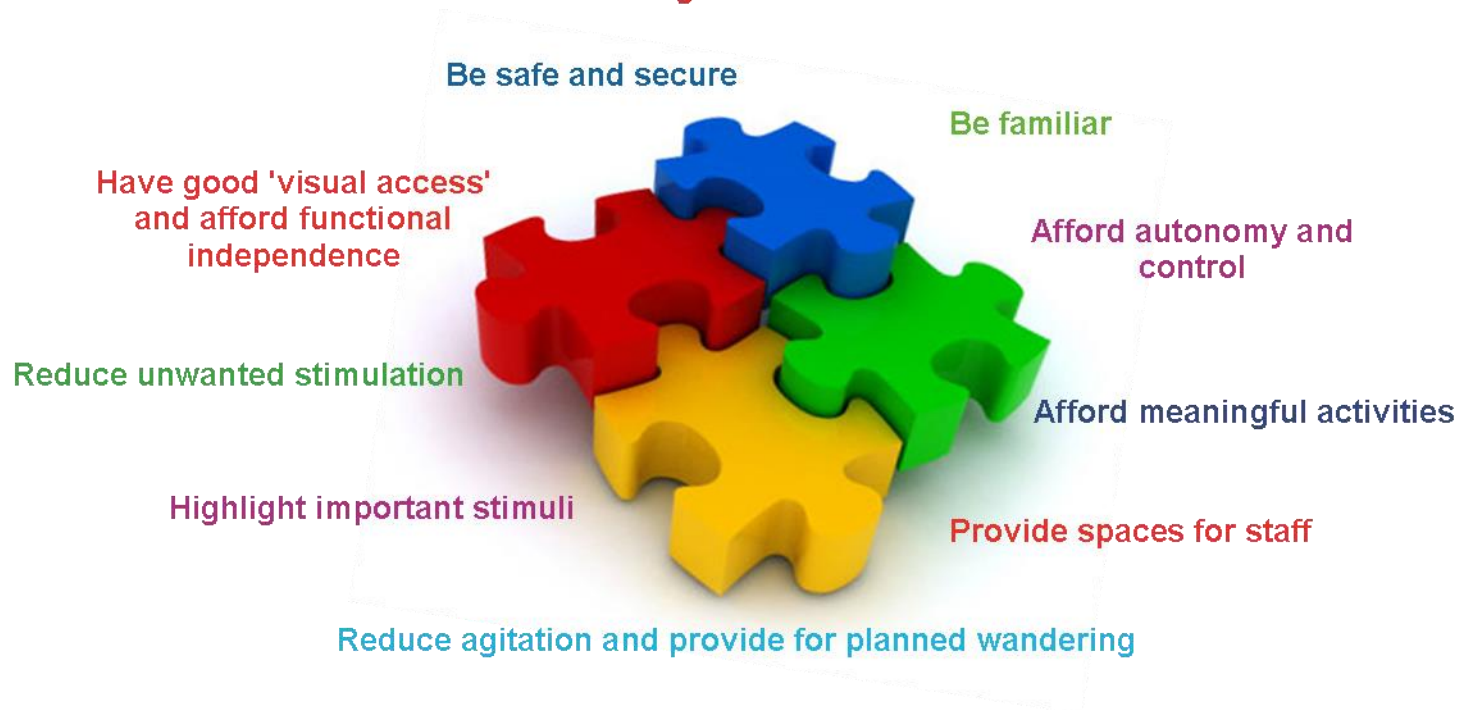 Be safe and secure
Be familiar
Have good 'visual access'
and afford functional
independence
Afford autonomy and
control
Reduce unwanted stimulation
Afford meaningful activities
Highlight important stimuli
Provide spaces for staff
Reduce agitation and provide for planned wandering